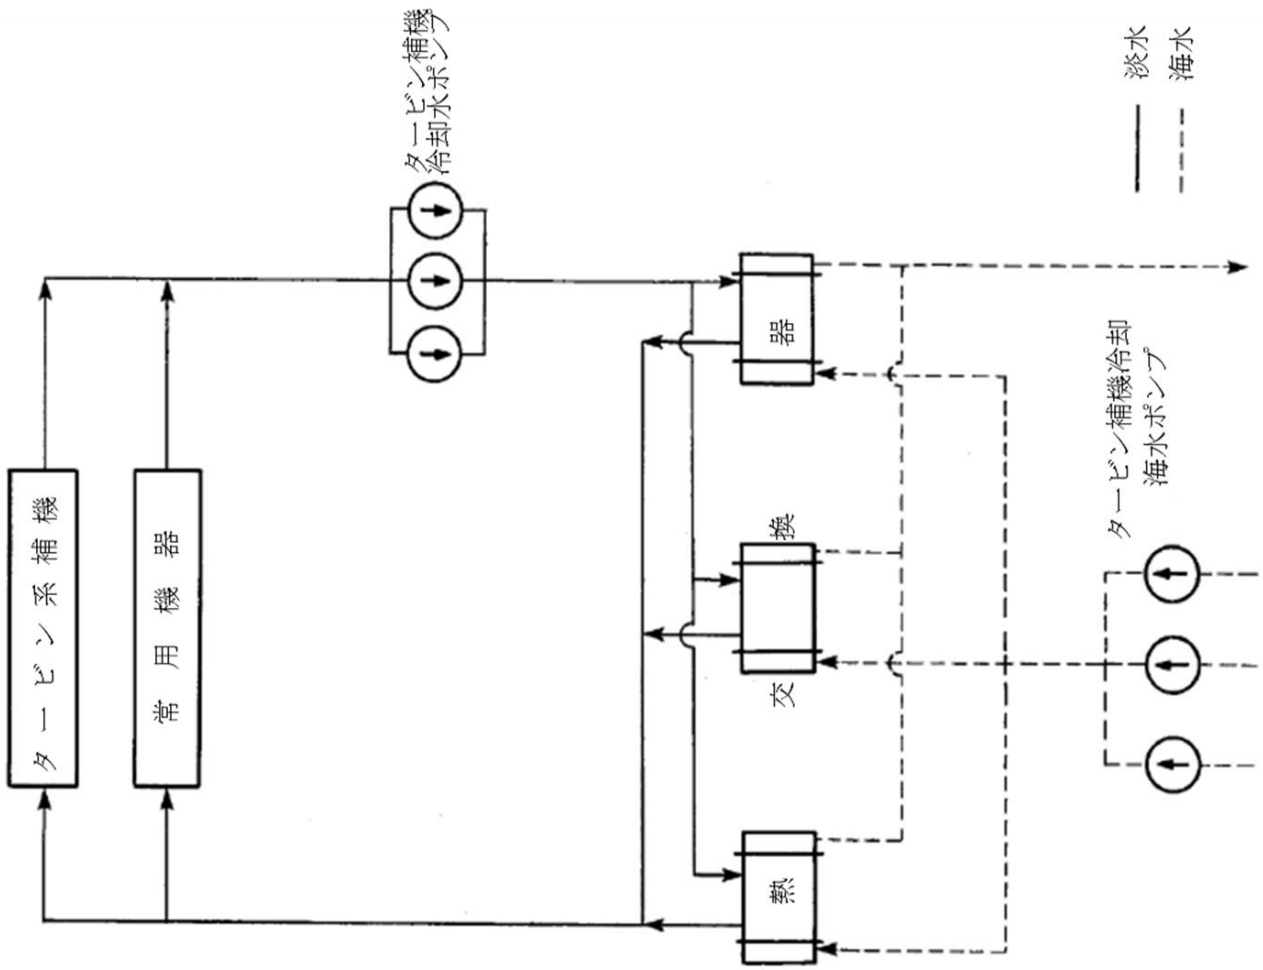 タービン系補機
常用機器
タービン補機
冷却水ポンプ
熱交換器
タービン補機冷却
海水ポンプ
淡水
海水